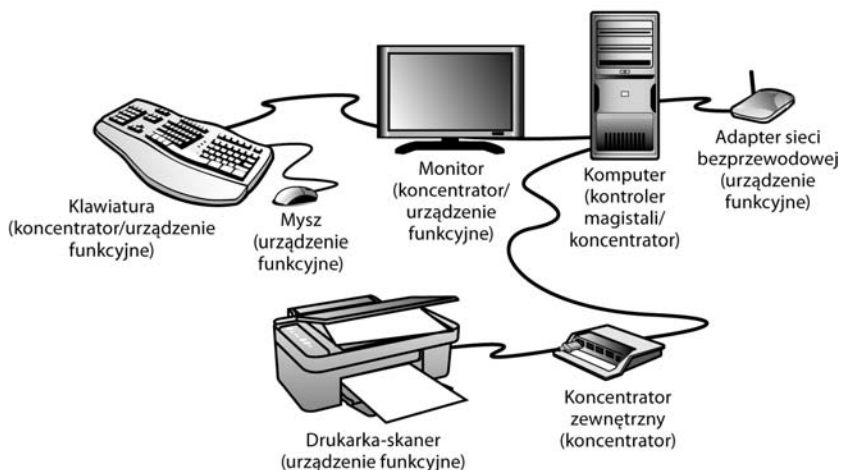 Klawiatura
(koncentrator/urządzenie
funkcyjne)
Mysz
(urządzenie
funkcyjne)
Monitor
(koncentrator/
urządzenie
funkcyjne)
Komputer
(kontroler
magistali/
koncentrator)
Adapter sieci
bezprzewodowej
(urządzenie
funkcyjne)
Drukarka-skaner
(urządzenie funkcyjne)
Koncentrator
zewnętrzny
(koncentrator)